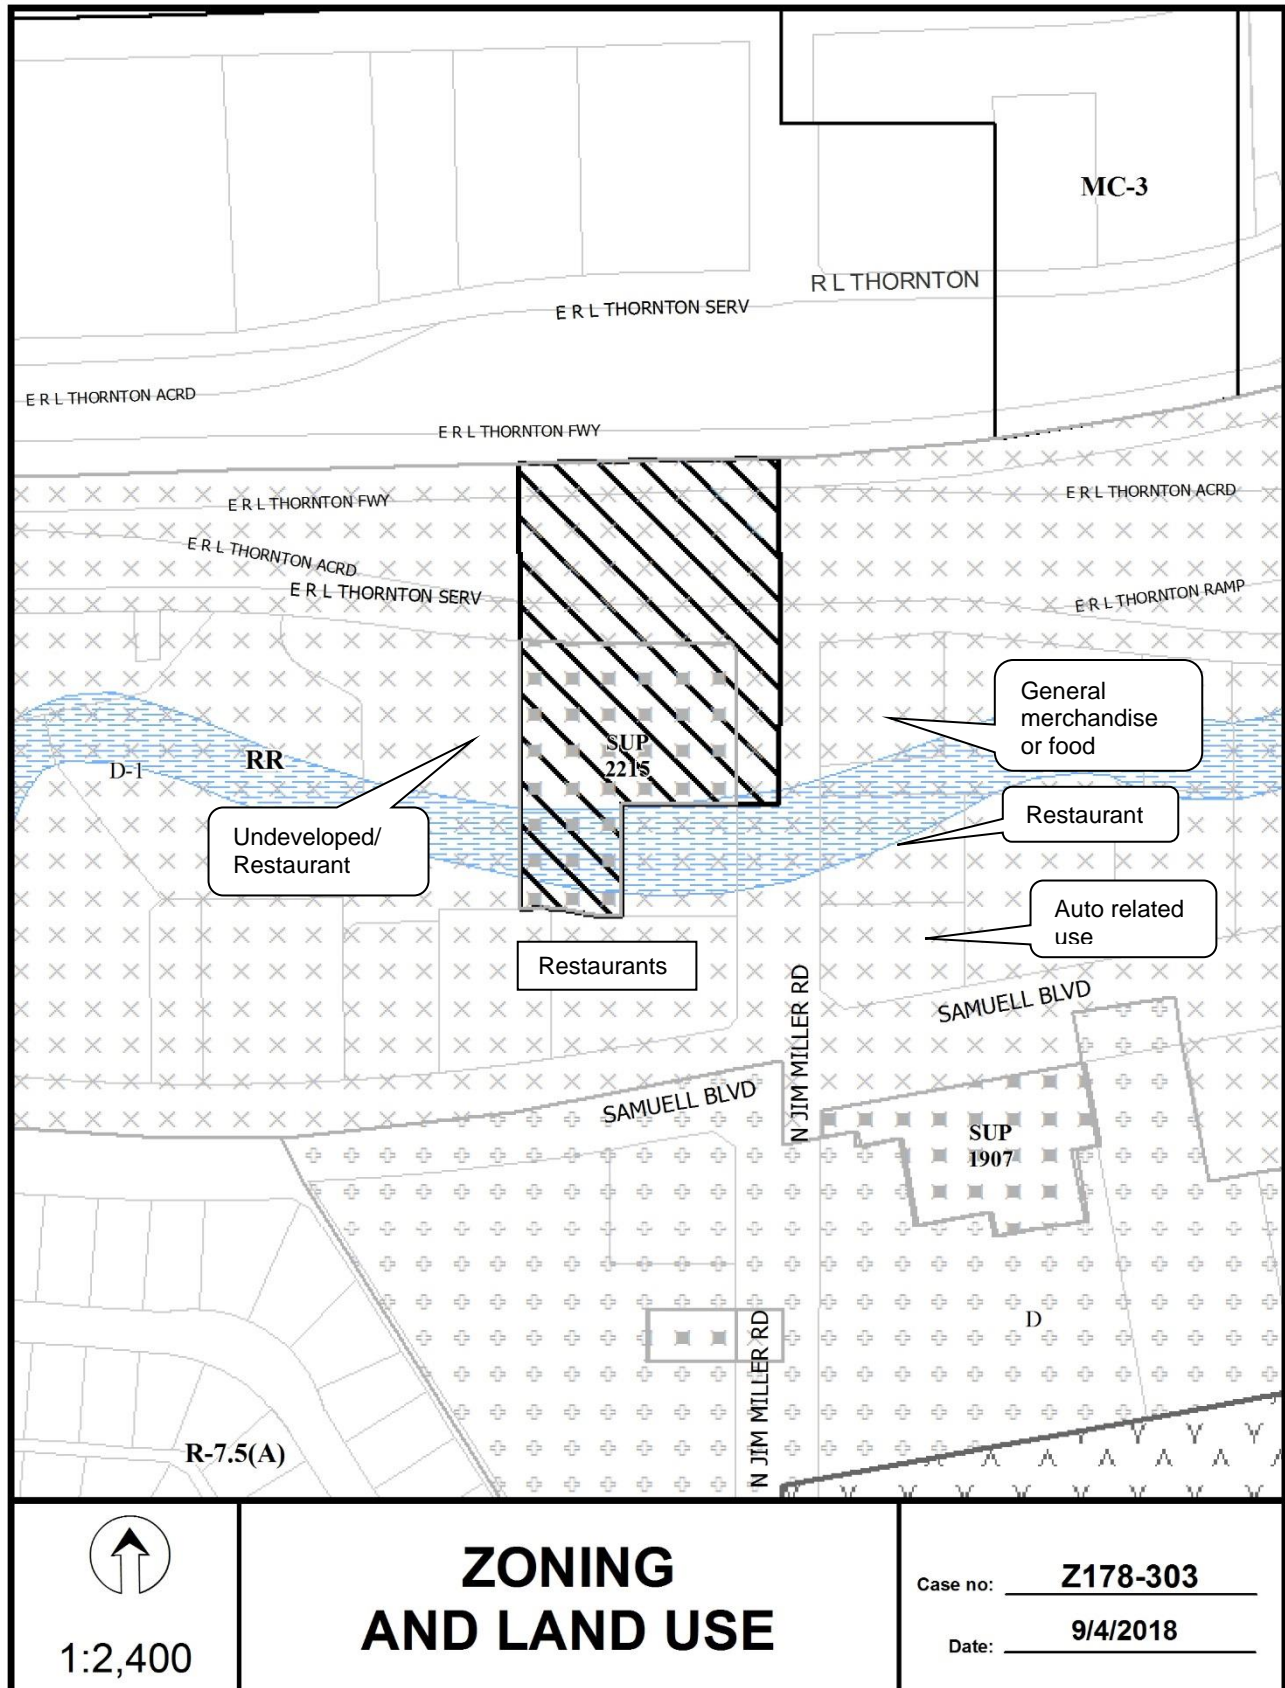 MC-3
R L THORNTON
E R L THORNTON SERV
E R L THORNTON ACRD
E R L THORNTON FWY
E R L THORNTON FWY
E R L THORNTON ACRD
E R L THORNTON ACRD
E R L THORNTON SERV
E R L THORNTON RAMP
General
merchandise
or food
SUP
2215
RR
D-1
Undeveloped/
Restaurant
Restaurant
Auto related
use
Restaurants
SAMUELL BLVD
N JIM MILLER RD
SAMUELL BLVD
SUP
1907
D
N JIM MILLER RD
R-7.5(A)
1:2,400
ZONING
AND LAND USE
Case no: Z178-303
Date: 9/4/2018